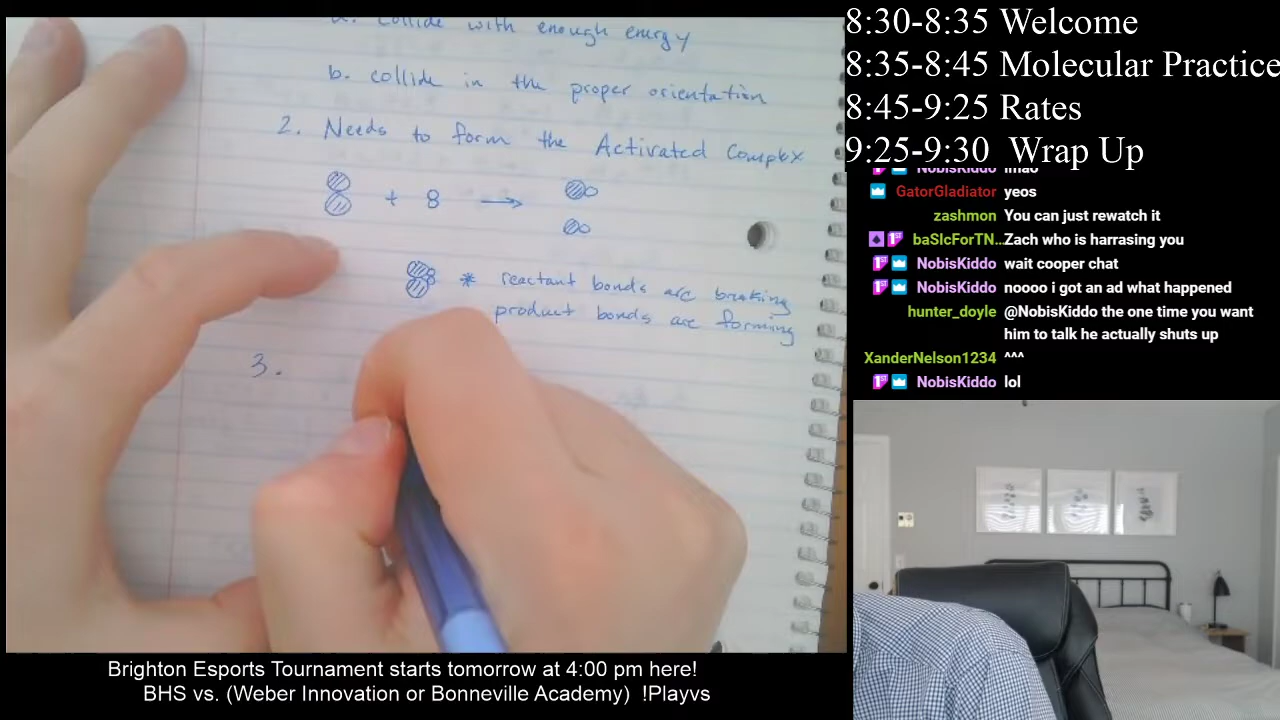 a. collide with enough energy
b. collide in the proper orientation
2. Needs to form the Activated Complex
+ 8 →
* reactant bonds are breaking
product bonds are forming
3.
8:30-8:35 Welcome
8:35-8:45 Molecular Practice
8:45-9:25 Rates
9:25-9:30 Wrap Up
NobisKiddo lmao
GatorGladiator yeos
zashmon You can just rewatch it
baSIcForTN... Zach who is harrasing you
NobisKiddo wait cooper chat
NobisKiddo noooo i got an ad what happened
hunter_doyle @NobisKiddo the one time you want
him to talk he actually shuts up
XanderNelson1234 ^^^
NobisKiddo lol
Brighton Esports Tournament starts tomorrow at 4:00 pm here!
BHS vs. (Weber Innovation or Bonneville Academy) !Playvs